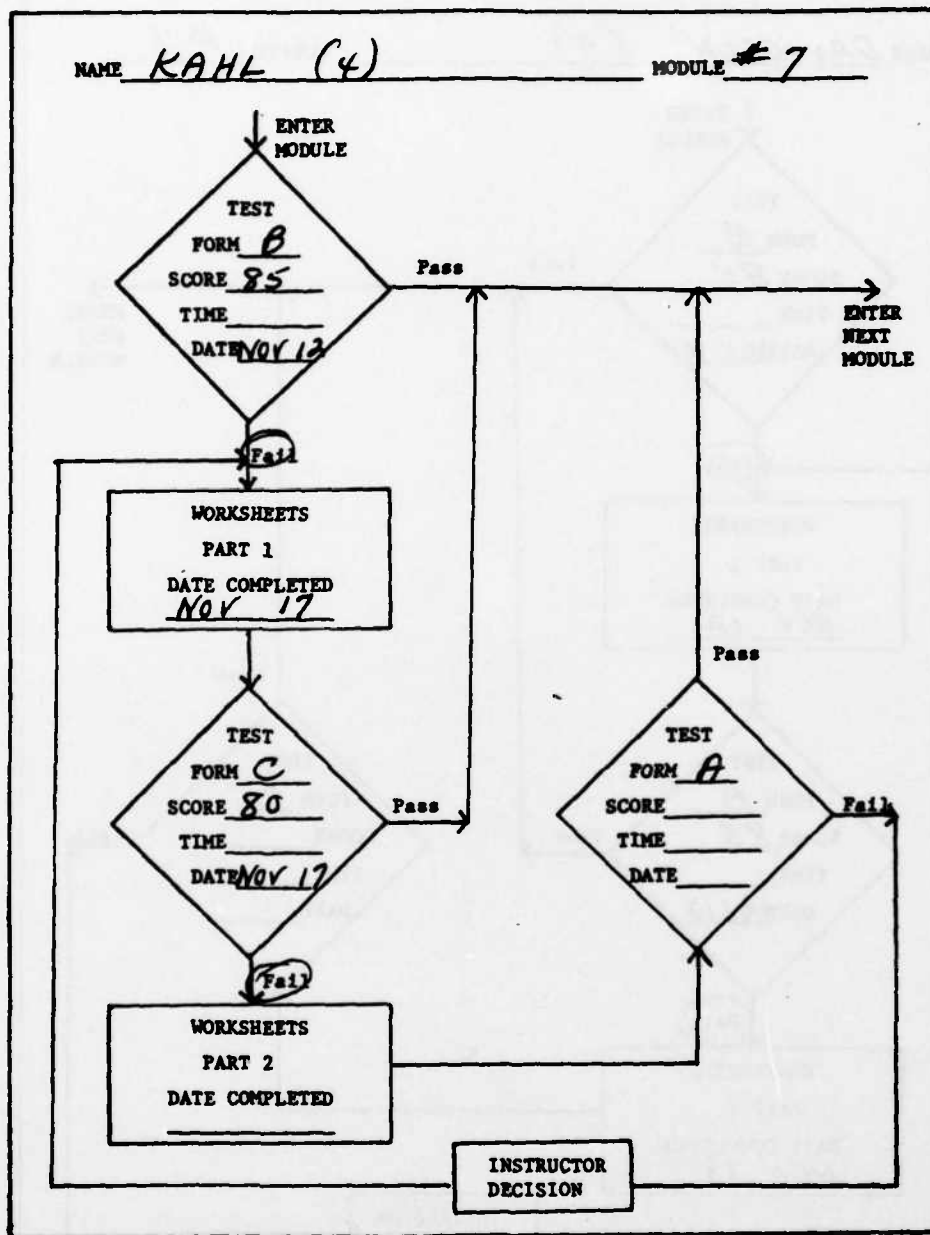 NAME KAHL (4) MODULE # 7
ENTER
MODULE
TEST
FORM B
SCORE 85
TIME
DATE NOV 12
Pass
ENTER
NEXT
MODULE
Fail
WORKSHEETS
PART 1
DATE COMPLETED
NOV 17
TEST
FORM C
SCORE 80
TIME
DATE NOV 17
Pass
Fail
WORKSHEETS
PART 2
DATE COMPLETED
Pass
TEST
FORM A
SCORE
TIME
DATE
Fail
INSTRUCTOR
DECISION